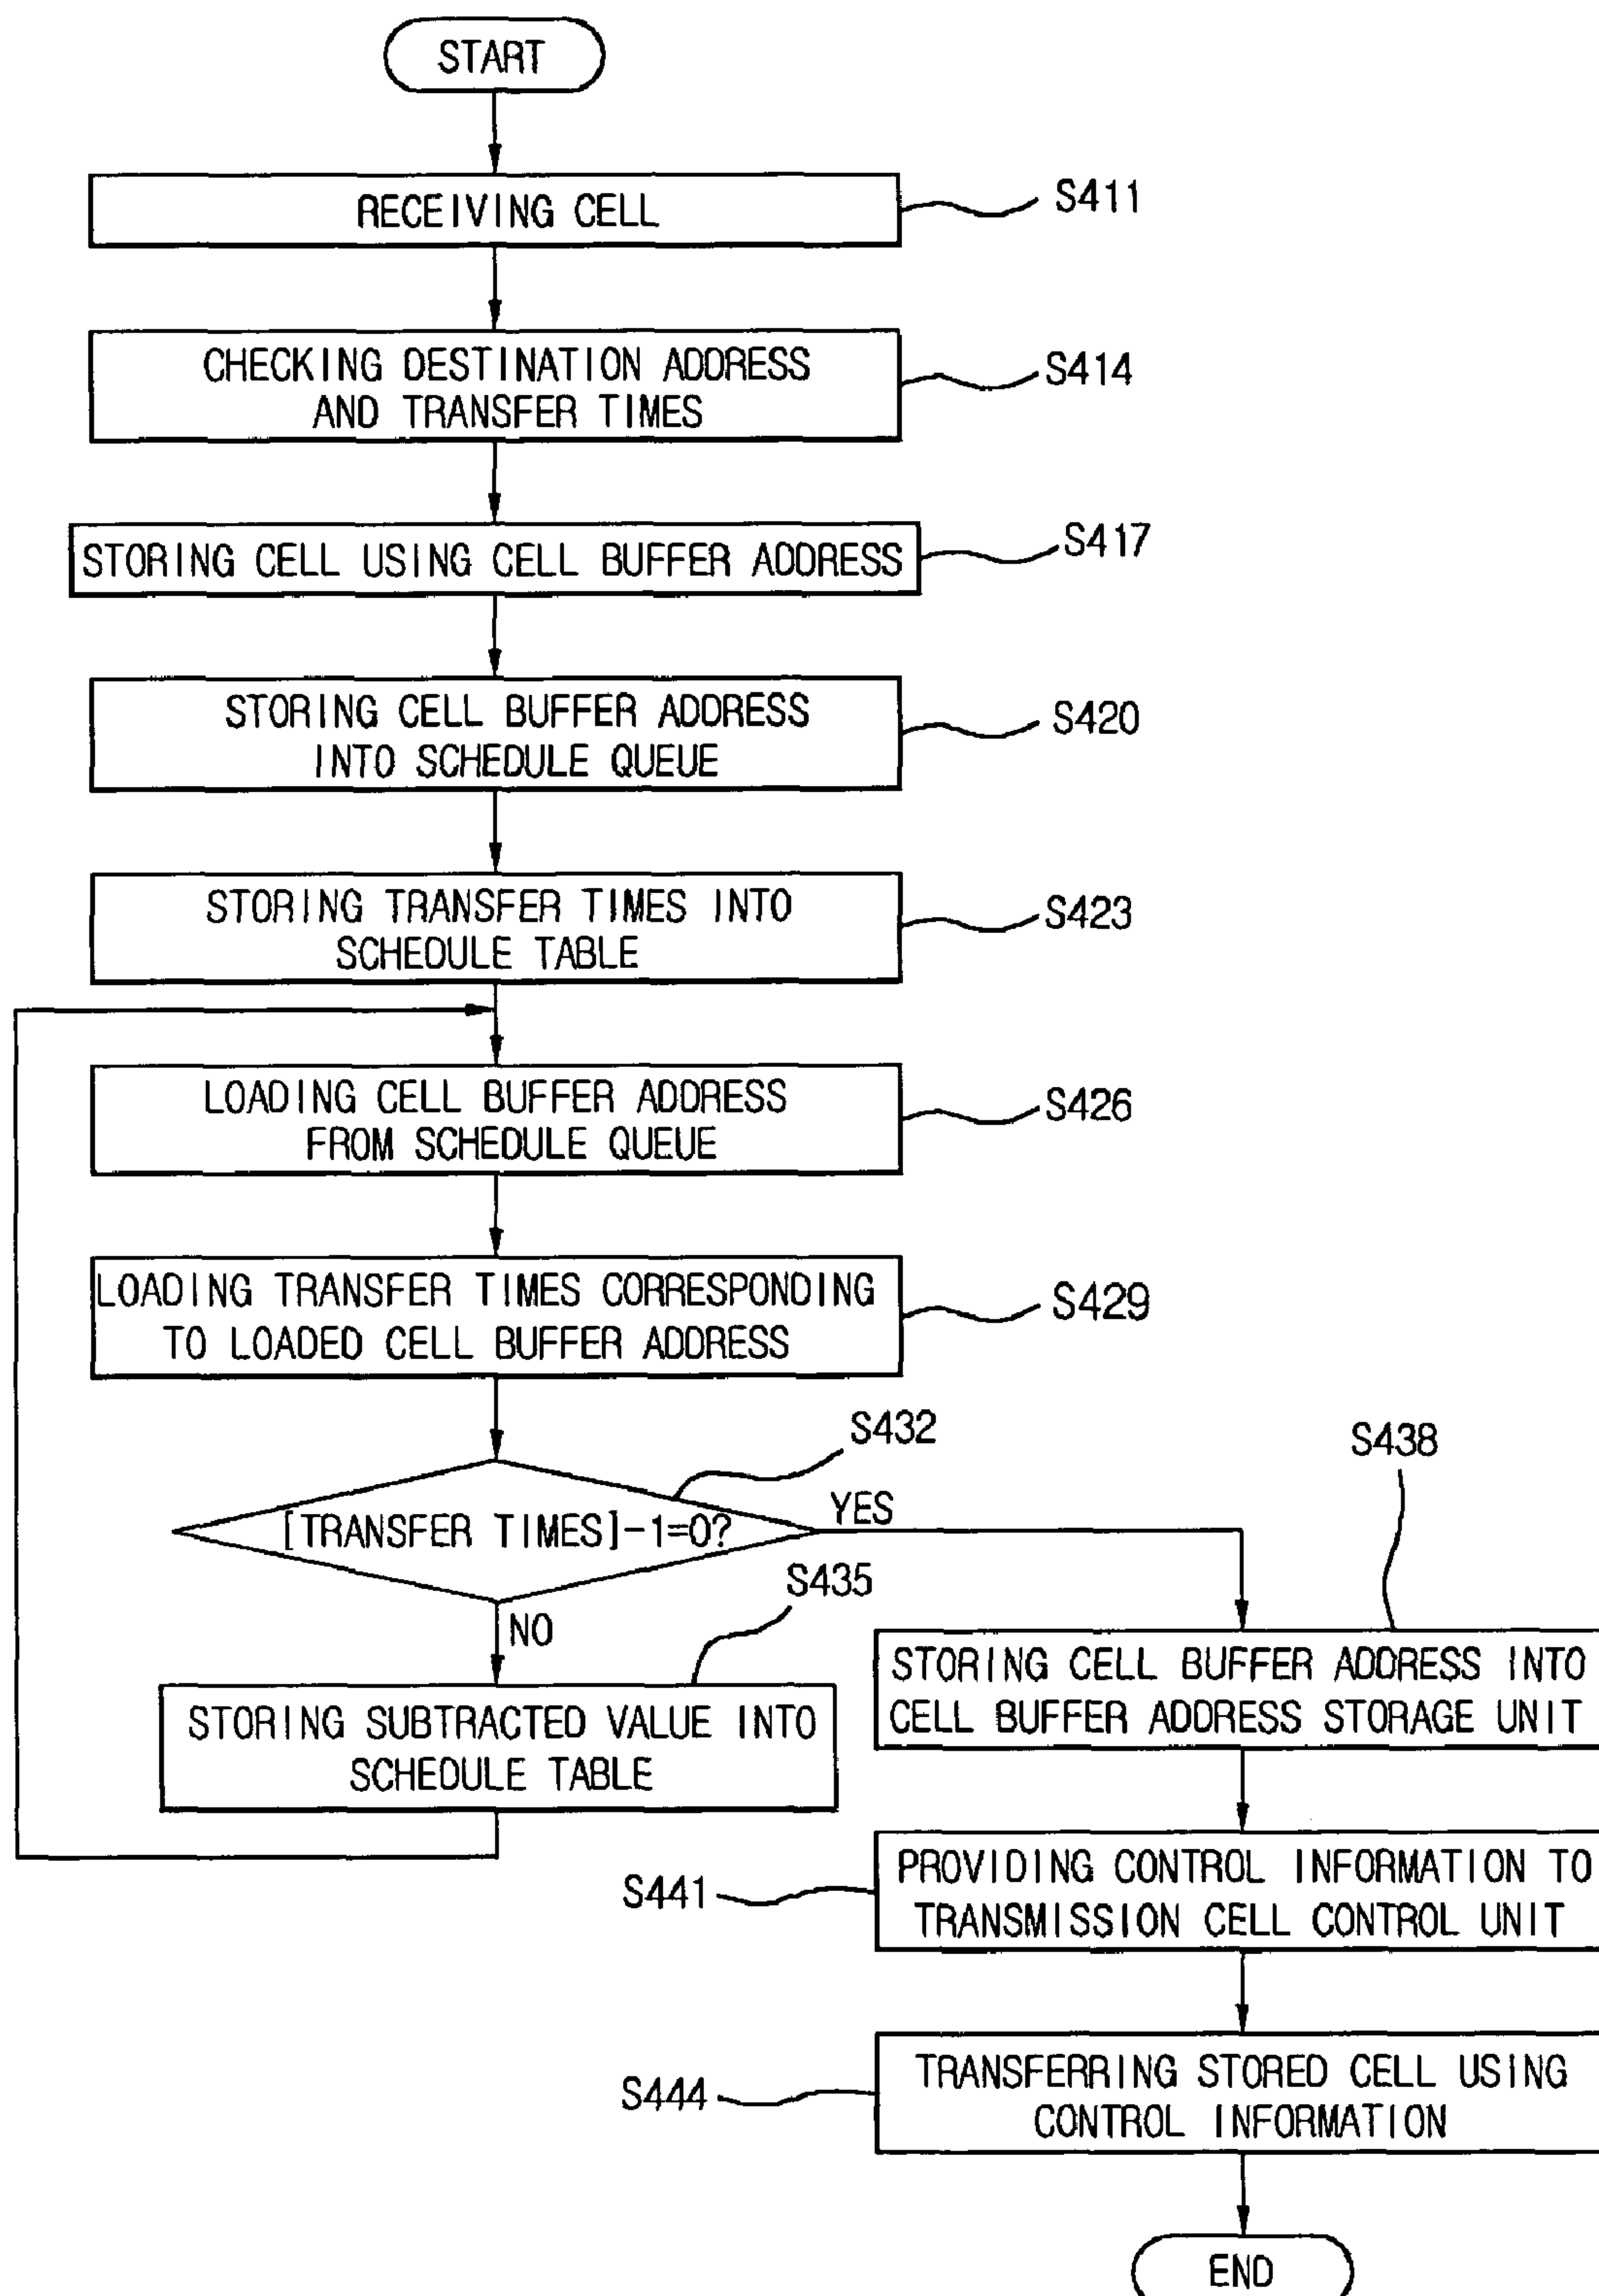 START
RECEIVING CELL
S411
CHECKING DESTINATION ADDRESS
AND TRANSFER TIMES
S414
STORING CELL USING CELL BUFFER ADDRESS
S417
STORING CELL BUFFER ADDRESS
INTO SCHEDULE QUEUE
S420
STORING TRANSFER TIMES INTO
SCHEDULE TABLE
S423
LOADING CELL BUFFER ADDRESS
FROM SCHEDULE QUEUE
S426
LOADING TRANSFER TIMES CORRESPONDING
TO LOADED CELL BUFFER ADDRESS
S429
S432
[TRANSFER TIMES]-1=0?
YES
NO
S435
STORING SUBTRACTED VALUE INTO
SCHEDULE TABLE
S438
STORING CELL BUFFER ADDRESS INTO
CELL BUFFER ADDRESS STORAGE UNIT
S441
PROVIDING CONTROL INFORMATION TO
TRANSMISSION CELL CONTROL UNIT
S444
TRANSFERRING STORED CELL USING
CONTROL INFORMATION
END